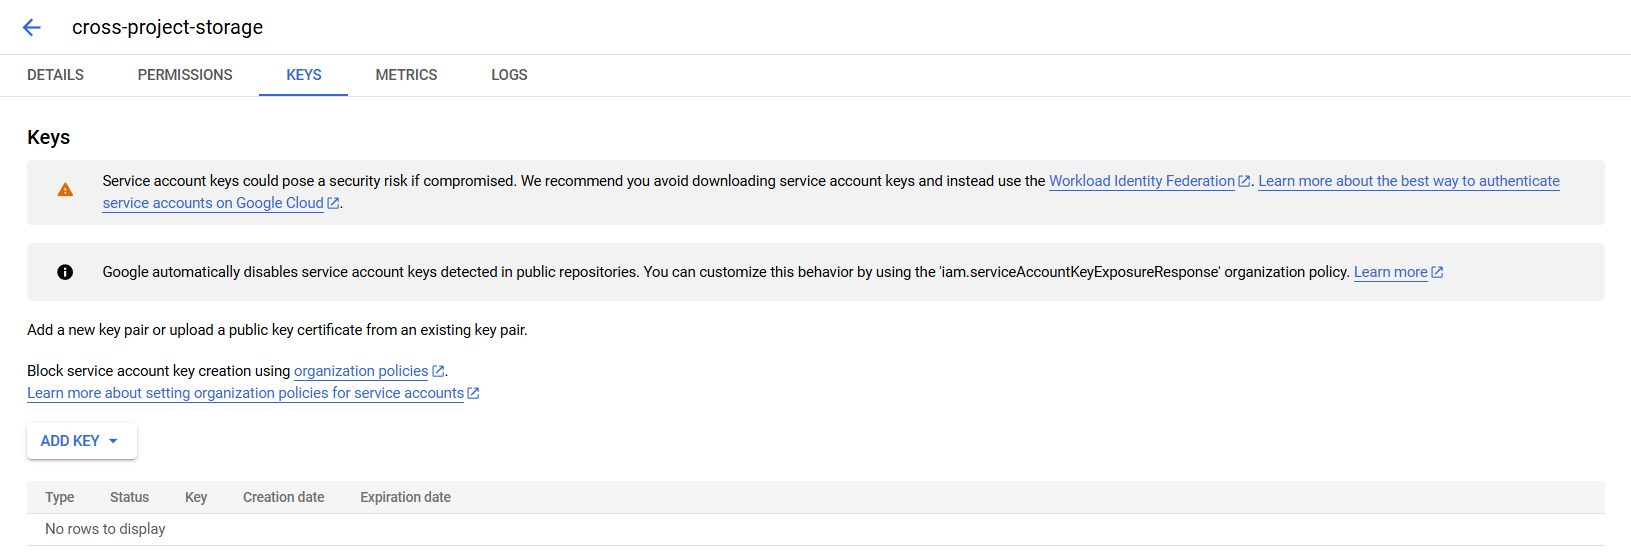 cross-project-storage
DETAILS PERMISSIONS KEYS METRICS LOGS
Keys
Service account keys could pose a security risk if compromised. We recommend you avoid downloading service account keys and instead use the Workload Identity Federation. Learn more about the best way to authenticate
service accounts on Google Cloud.
Google automatically disables service account keys detected in public repositories. You can customize this behavior by using the 'iam.serviceAccountKeyExposureResponse' organization policy. Learn more
Add a new key pair or upload a public key certificate from an existing key pair.
Block service account key creation using organization policies.
Learn more about setting organization policies for service accounts
ADD KEY
Type Status Key Creation date Expiration date
No rows to display